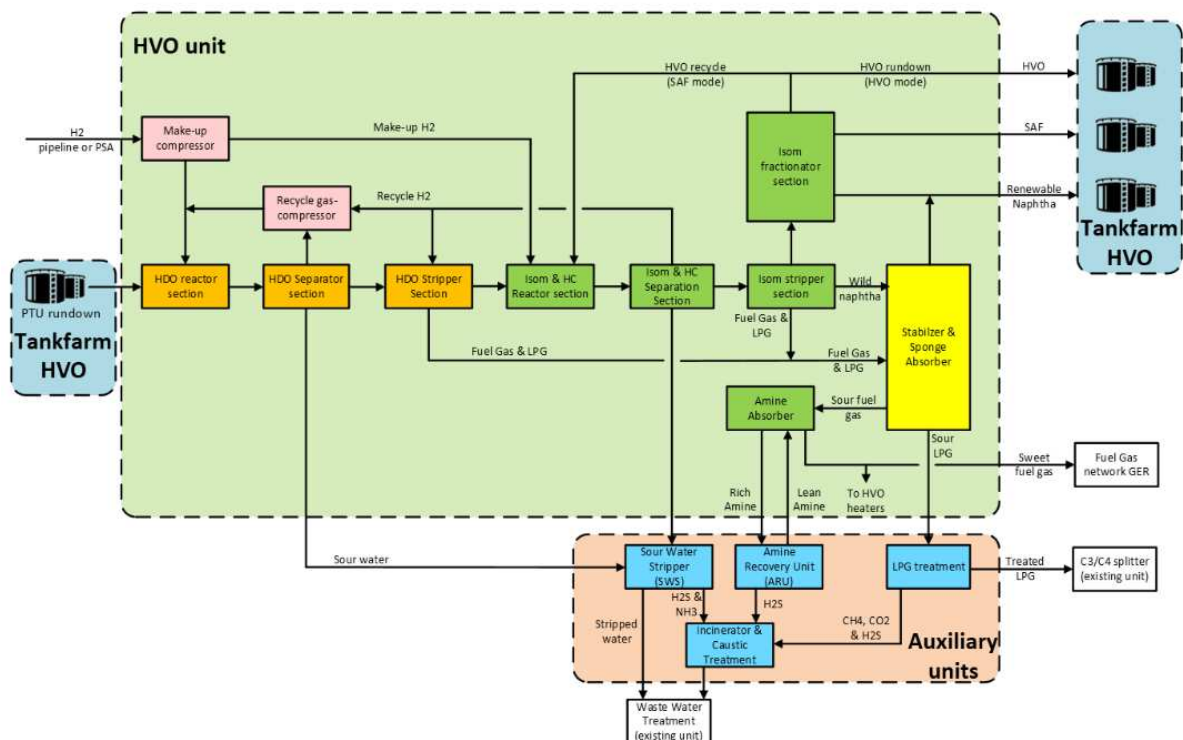 HVO unit
HVO recycle
(SAF mode)
HVO rundown
(HVO mode)
HVO
H2
pipeline or PSA
Make-up
compressor
Make-up H2
Isom
fractionator
section
SAF
Recycle gas-
compressor
Recycle H2
Renewable
Naphtha
Tankfarm
HVO
PTU rundown
Tankfarm
HVO
HDO reactor
section
HDO Separator
section
HDO Stripper
Section
Isom & HC
Reactor section
Isom & HC
Separation
Section
Isom stripper
section
Wild
naphtha
Fuel Gas &
LPG
Stabilzer &
Sponge
Absorber
Fuel Gas & LPG
Fuel Gas
& LPG
Amine
Absorber
Sour fuel
gas
Sour
LPG
Sweet
fuel gas
Fuel Gas
network GER
Rich
Amine
Lean
Amine
To HVO
heaters
Sour water
Sour Water
Stripper
(SWS)
Amine
Recovery Unit
(ARU)
LPG treatment
Treated
LPG
C3/C4 splitter
(existing unit)
H2S &
NH3
H2S
Stripped
water
Incinerator &
Caustic
Treatment
CH4, CO2
& H2S
Auxiliary
units
Waste Water
Treatment
(existing unit)